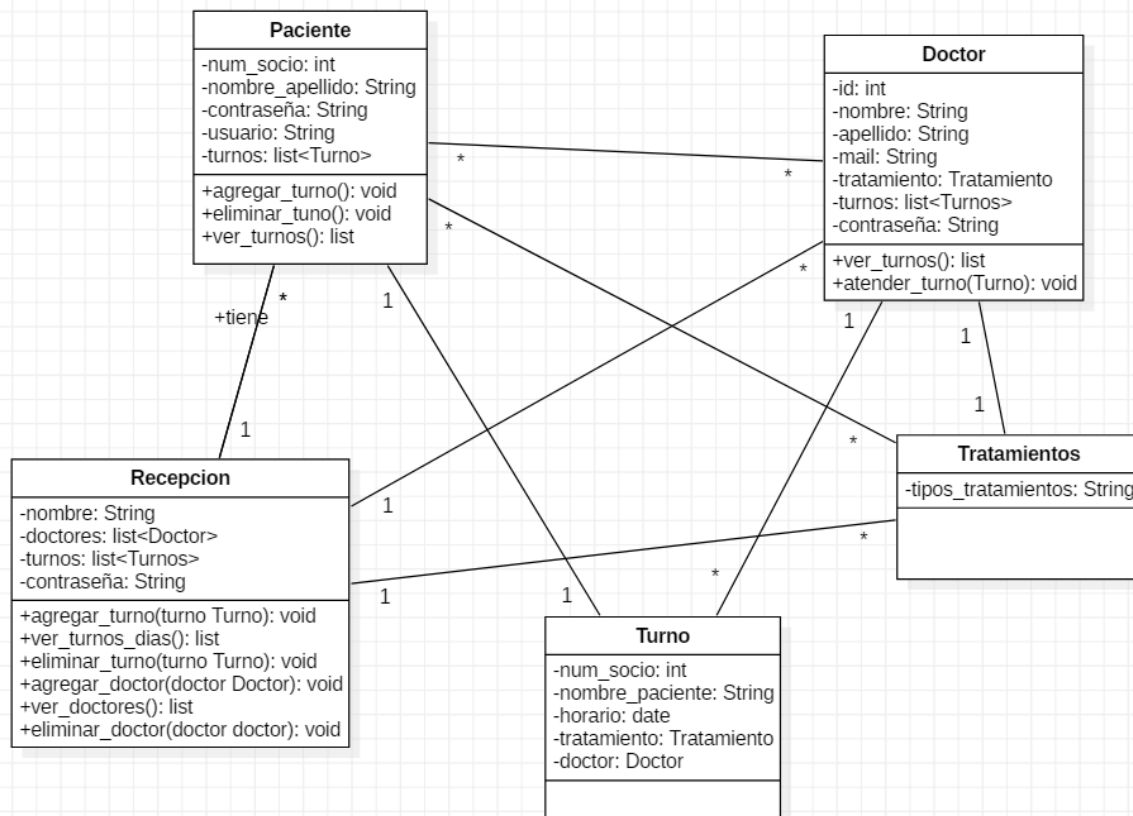 Paciente
-num_socio: int
-nombre_apellido: String
-contraseña: String
-usuario: String
-turnos: list<Turno>
+agregar_turno(): void
+eliminar_tuno(): void
+ver_turnos(): list
Doctor
-id: int
-nombre: String
-apellido: String
-mail: String
-tratamiento: Tratamiento
-turnos: list<Turnos>
-contraseña: String
+ver_turnos(): list
+atender_turno(Turno): void
*
*
*
*
*
1
1
1
+tiene
1
1
*
Recepcion
-nombre: String
-doctores: list<Doctor>
-turnos: list<Turnos>
-contraseña: String
+agregar_turno(turno Turno): void
+ver_turnos_dias(): list
+eliminar_turno(turno Turno): void
+agregar_doctor(doctor Doctor): void
+ver_doctores(): list
+eliminar_doctor(doctor doctor): void
Tratamientos
-tipos_tratamientos: String
1
*
1
1
*
Turno
-num_socio: int
-nombre_paciente: String
-horario: date
-tratamiento: Tratamiento
-doctor: Doctor